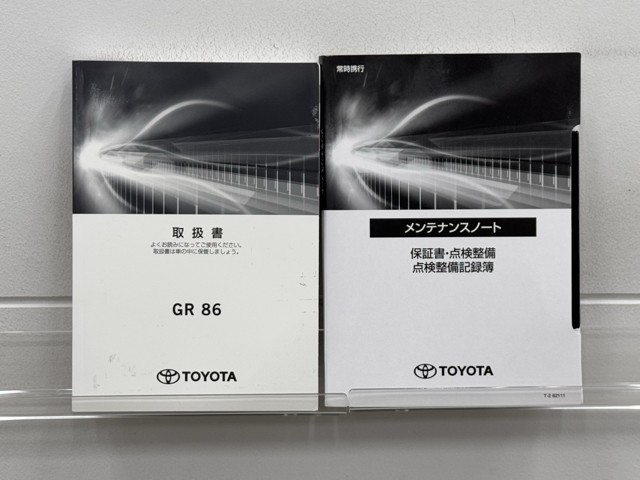 取扱書
よくお読みになってご使用ください。
取扱書は車の中に保管しましょう。
GR 86
TOYOTA
常時携行
メンテナンスノート
保証書・点検整備
点検整備記録簿
TOYOTA
T-2 62111